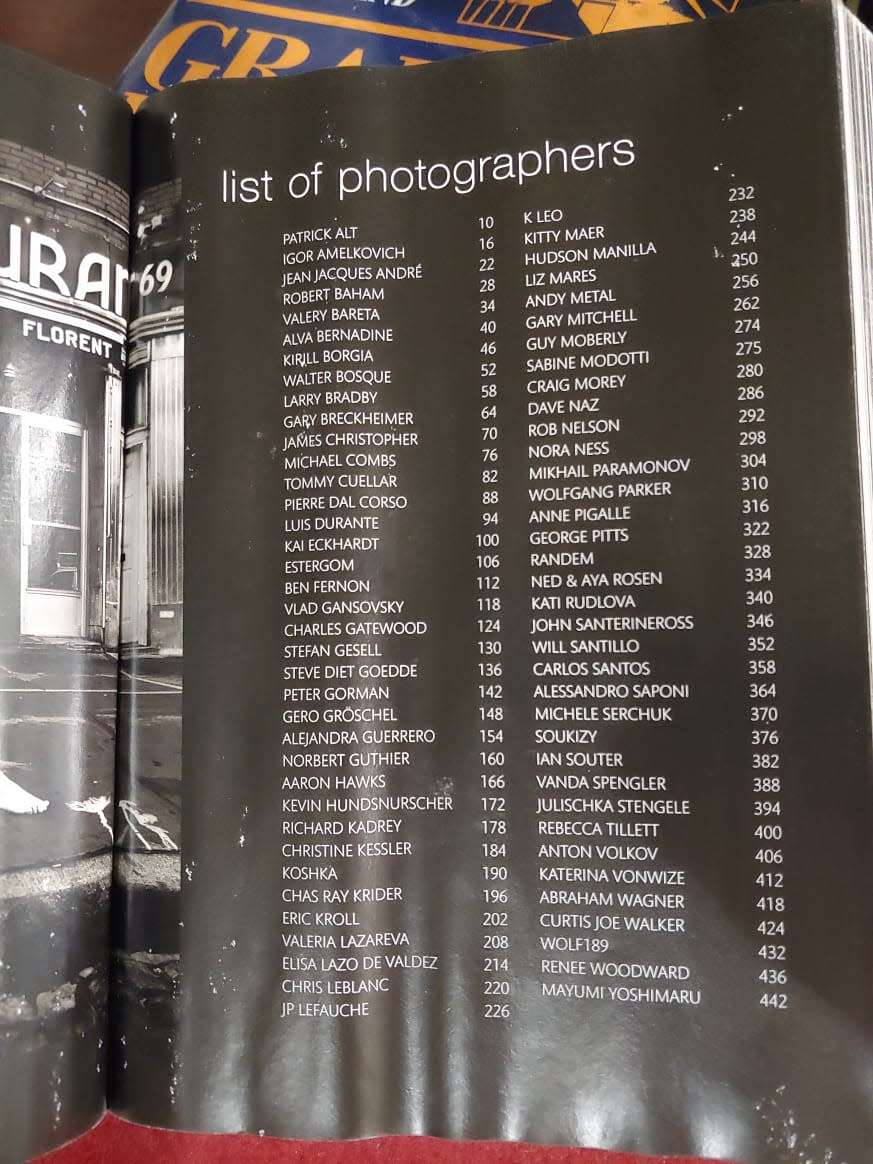 GRA
URAN
69
FLORENT
list of photographers
PATRICK ALT 10
IGOR AMELKOVICH 16
JEAN JACQUES ANDRÉ 22
ROBERT BAHAM 28
VALERY BARETA 34
ALVA BERNADINE 40
KIRILL BORGIA 46
WALTER BOSQUE 52
LARRY BRADBY 58
GARY BRECKHEIMER 64
JAMES CHRISTOPHER 70
MICHAEL COMBS 76
TOMMY CUELLAR 82
PIERRE DAL CORSO 88
LUIS DURANTE 94
KAI ECKHARDT 100
ESTERGOM 106
BEN FERNON 112
VLAD GANSOVSKY 118
CHARLES GATEWOOD 124
STEFAN GESELL 130
STEVE DIET GOEDDE 136
PETER GORMAN 142
GERO GRÖSCHEL 148
ALEJANDRA GUERRERO 154
NORBERT GUTHIER 160
AARON HAWKS 166
KEVIN HUNDSNURSCHER 172
RICHARD KADREY 178
CHRISTINE KESSLER 184
KOSHKA 190
CHAS RAY KRIDER 196
ERIC KROLL 202
VALERIA LAZAREVA 208
ELISA LAZO DE VALDEZ 214
CHRIS LEBLANC 220
JP LEFAUCHE 226
K LEO 232
KITTY MAER 238
HUDSON MANILLA 244
LIZ MARES 250
ANDY METAL 256
GARY MITCHELL 262
GUY MOBERLY 274
SABINE MODOTTI 275
CRAIG MOREY 280
DAVE NAZ 286
ROB NELSON 292
NORA NESS 298
MIKHAIL PARAMONOV 304
WOLFGANG PARKER 310
ANNE PIGALLE 316
GEORGE PITTS 322
RANDEM 328
NED & AYA ROSEN 334
KATI RUDLOVA 340
JOHN SANTERINEROSS 346
WILL SANTILLO 352
CARLOS SANTOS 358
ALESSANDRO SAPONI 364
MICHELE SERCHUK 370
SOUKIZY 376
IAN SOUTER 382
VANDA SPENGLER 388
JULISCHKA STENGELE 394
REBECCA TILLETT 400
ANTON VOLKOV 406
KATERINA VONWIZE 412
ABRAHAM WAGNER 418
CURTIS JOE WALKER 424
WOLF189 432
RENEE WOODWARD 436
MAYUMI YOSHIMARU 442